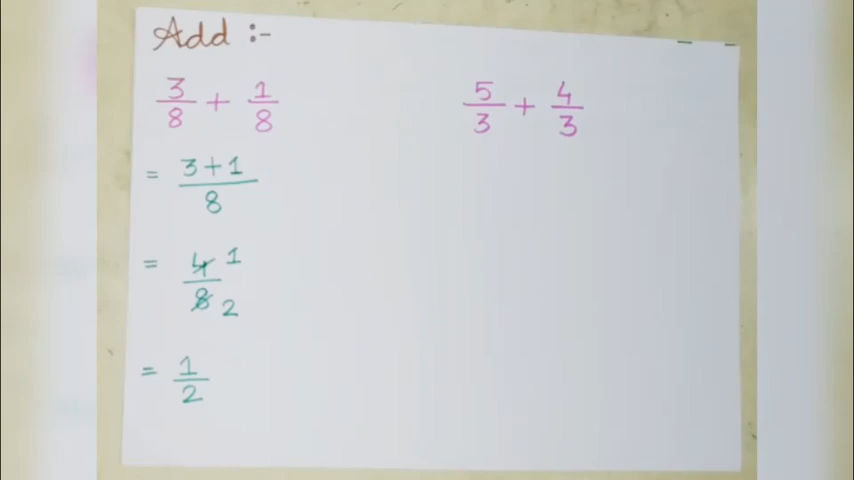 Add :-
3/8 + 1/8
= 3+1/8
= 4/8 1/2
= 1/2
5/3 + 4/3